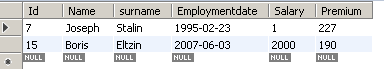 Id Name surname Employmentdate Salary Premium
7 Joseph Stalin 1995-02-23 1 227
15 Boris Eltzin 2007-06-03 2000 190
NULL NULL NULL NULL NULL NULL